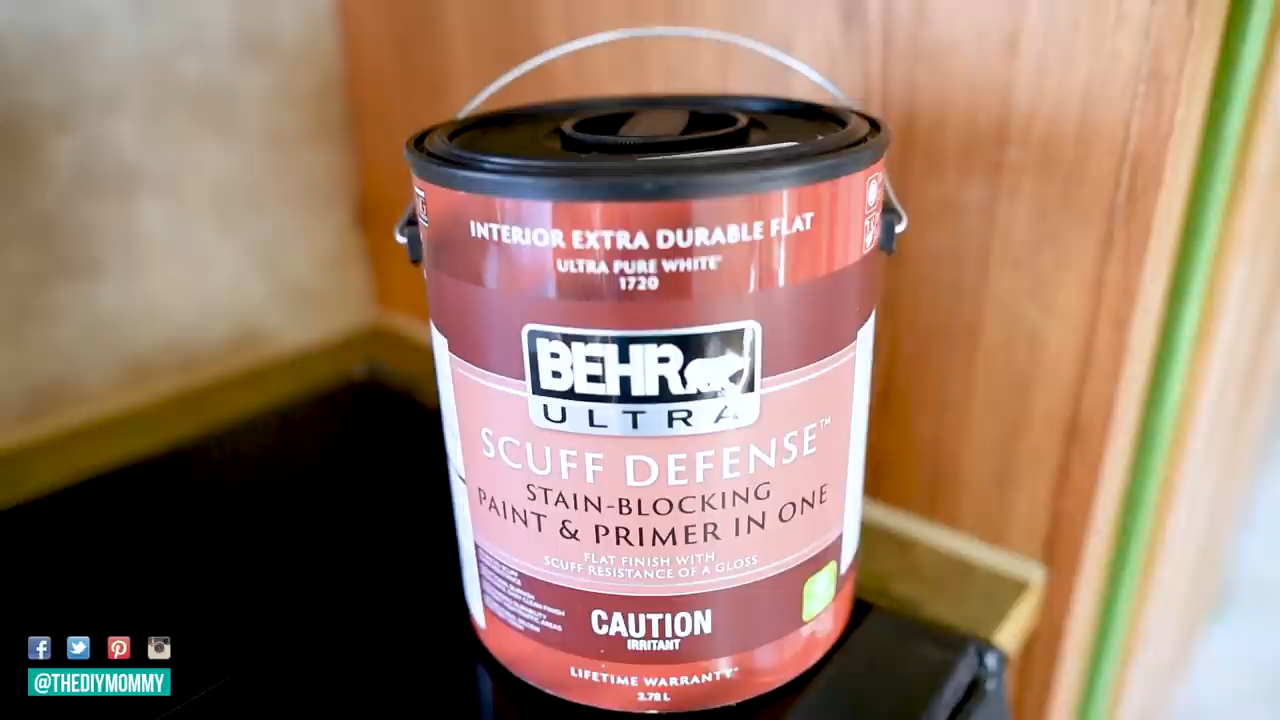 INTERIOR EXTRA DURABLE FLAT
ULTRA PURE WHITE
1720
BEHR
ULTRA
SCUFF DEFENSE™
STAIN-BLOCKING
PAINT & PRIMER IN ONE
FLAT FINISH WITH
SCUFF RESISTANCE OF A GLOSS
CAUTION
IRRITANT
LIFETIME WARRANTY
3.78 L
@THEDIYMOMMY